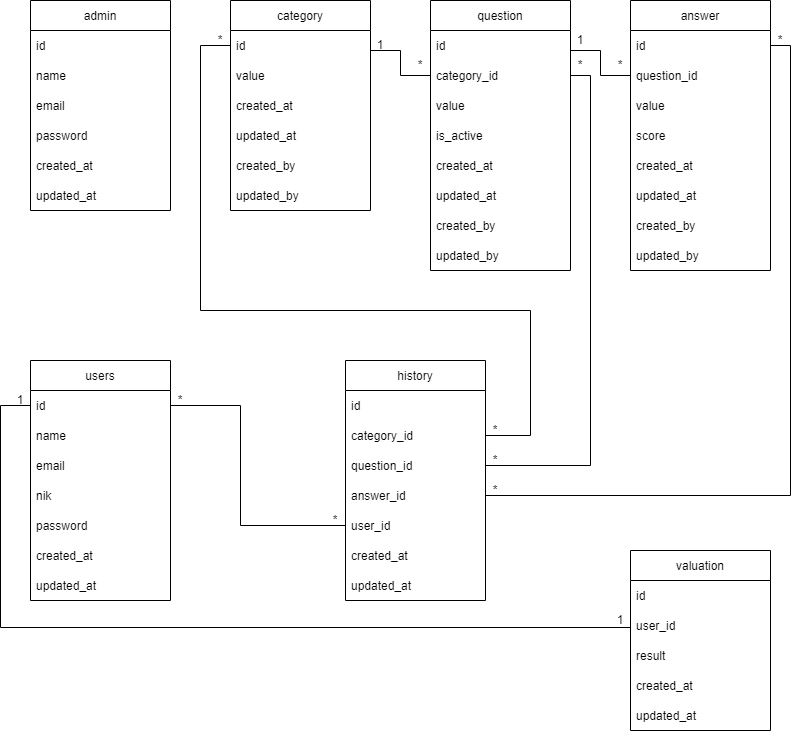 admin
id
name
email
password
created_at
updated_at
category
*
id
1
value
created_at
updated_at
created_by
updated_by
question
id
1
*
category_id
*
value
is_active
created_at
updated_at
created_by
updated_by
answer
id
*
*
question_id
value
score
created_at
updated_at
created_by
updated_by
users
1
id
*
name
email
nik
password
created_at
updated_at
history
id
category_id
*
question_id
*
answer_id
*
*
user_id
created_at
updated_at
valuation
id
1
user_id
result
created_at
updated_at